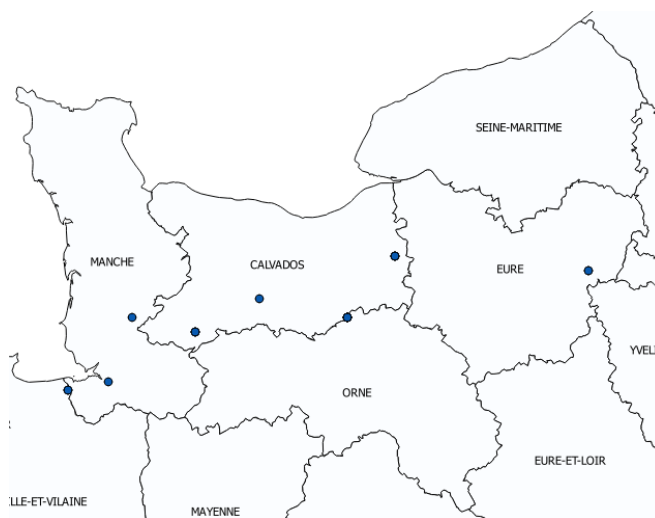 SEINE-MARITIME
MANCHE
CALVADOS
EURE
YVEL
ORNE
EURE-ET-LOIR
LLE-ET-VILAINE
MAYENNE